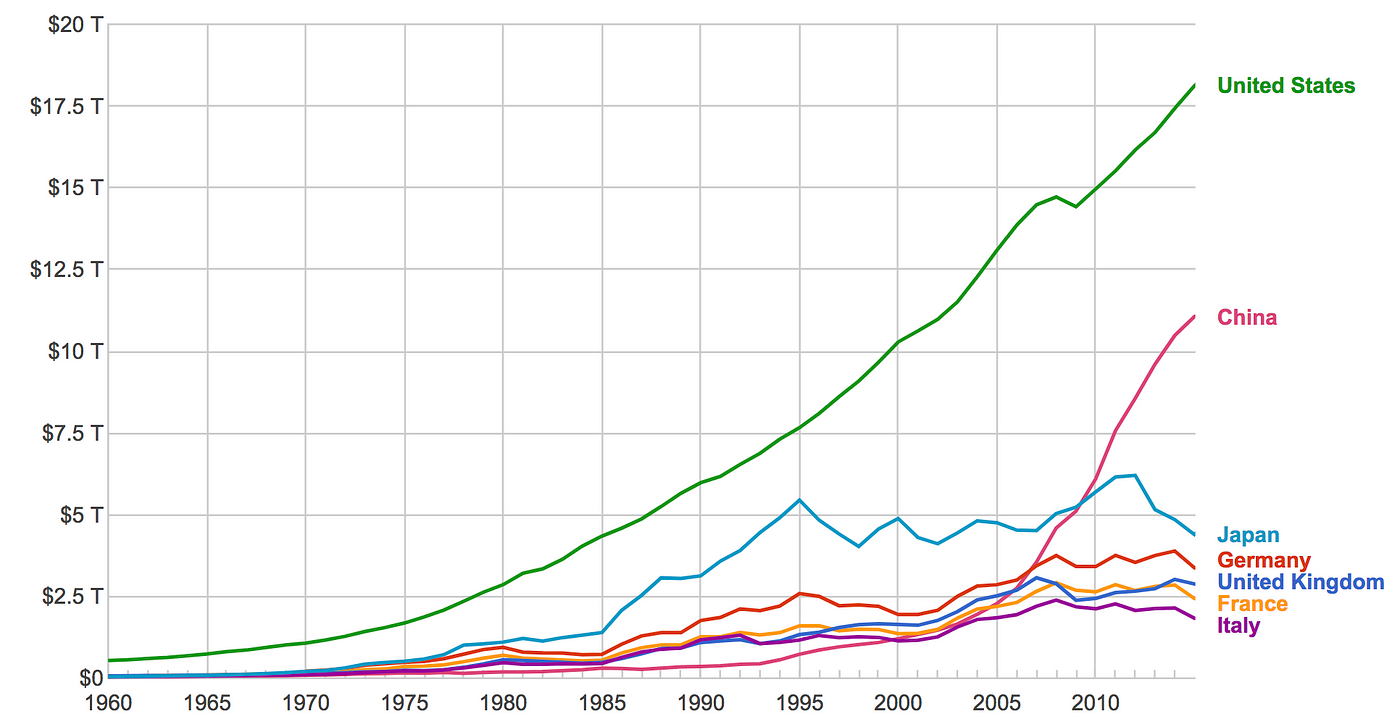 $20 T
$17.5 T
$15 T
$12.5 T
$10 T
$7.5 T
$5 T
$2.5 T
$0
1960 1965 1970 1975 1980 1985 1990 1995 2000 2005 2010
United States
China
Japan
Germany
United Kingdom
France
Italy